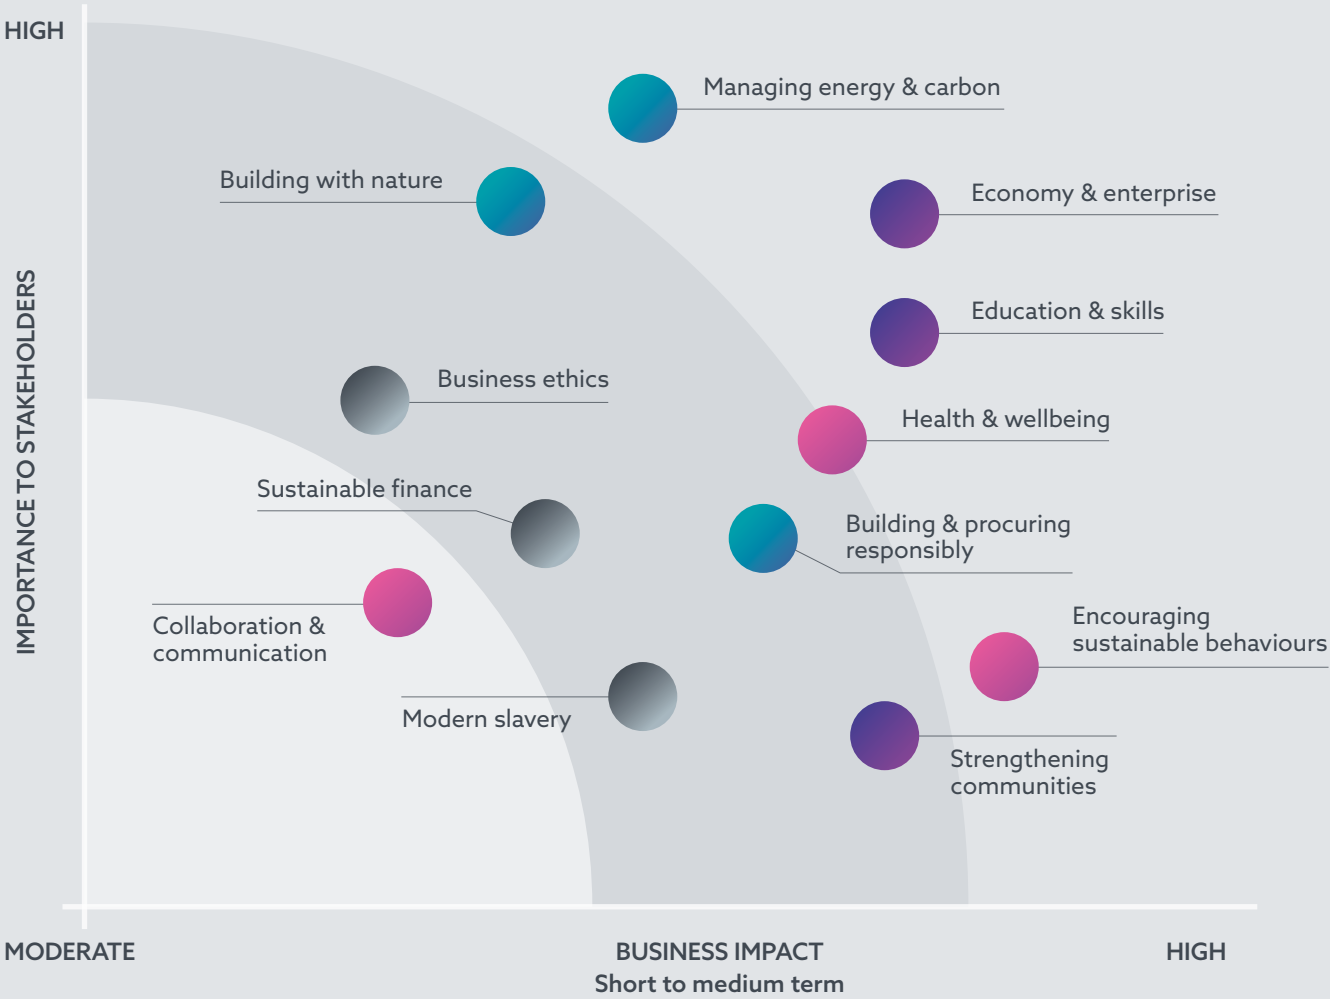 HIGH
Managing energy & carbon
Building with nature
Economy & enterprise
Education & skills
IMPORTANCE TO STAKEHOLDERS
Business ethics
Health & wellbeing
Sustainable finance
Building & procuring
responsibly
Collaboration &
communication
Encouraging
sustainable behaviours
Modern slavery
Strengthening
communities
MODERATE
BUSINESS IMPACT
HIGH
Short to medium term